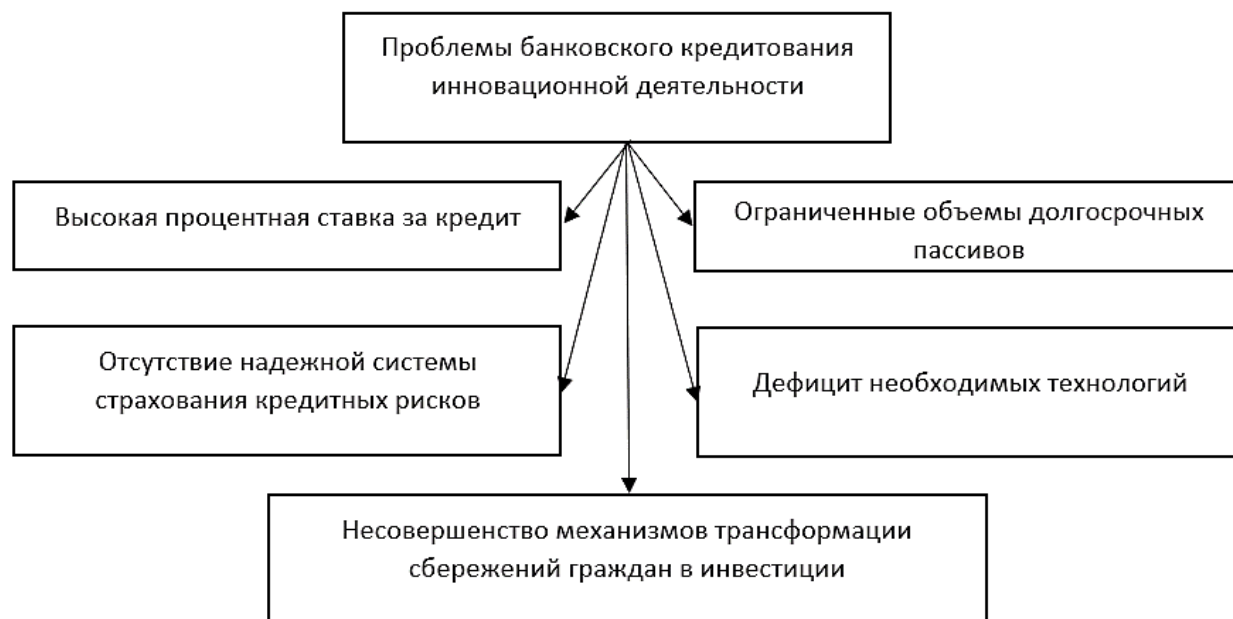 Проблемы банковского кредитования
инновационной деятельности
Высокая процентная ставка за кредит
Ограниченные объемы долгосрочных
пассивов
Отсутствие надежной системы
страхования кредитных рисков
Дефицит необходимых технологий
Несовершенство механизмов трансформации
сбережений граждан в инвестиции